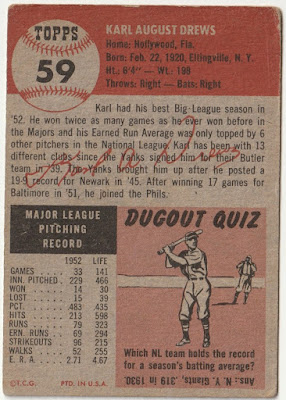 TOPPS
59
KARL AUGUST DREWS
Home: Hollywood, Fla.
Born: Feb. 22, 1920, Eltingville, N. Y.
Ht: 6'4" — Wt: 198
Throws: Right — Bats: Right
Karl had his best Big-League season in
'52. He won twice as many games as he ever won before
in the Majors and his Earned Run Average was only topped by 6
other pitchers in the National League. Karl has been with 13
different clubs since the Yanks signed him with their Butler
team in '39. The Yanks bought him up after he posted a
19-9 record for Newark in '45. After winning 17 games for
Baltimore in '51, he joined the Phils.
MAJOR LEAGUE
PITCHING
RECORD
1952 LIFE
GAMES 33 141
INN. PITCHED 229 466
WON 14 30
LOST 15 39
PCT. .483 .435
HITS 213 598
RUNS 79 323
ERN. RUNS 69 294
STRIKEOUTS 96 215
WALKS 52 255
E. R. A. 2.71 4.67
©T.C.G. PTD. IN U.S.A.
DUGOUT QUIZ
Which NL team holds the record
for a season's batting average?
Ans: N. Y. Giants, .319 in 1930.